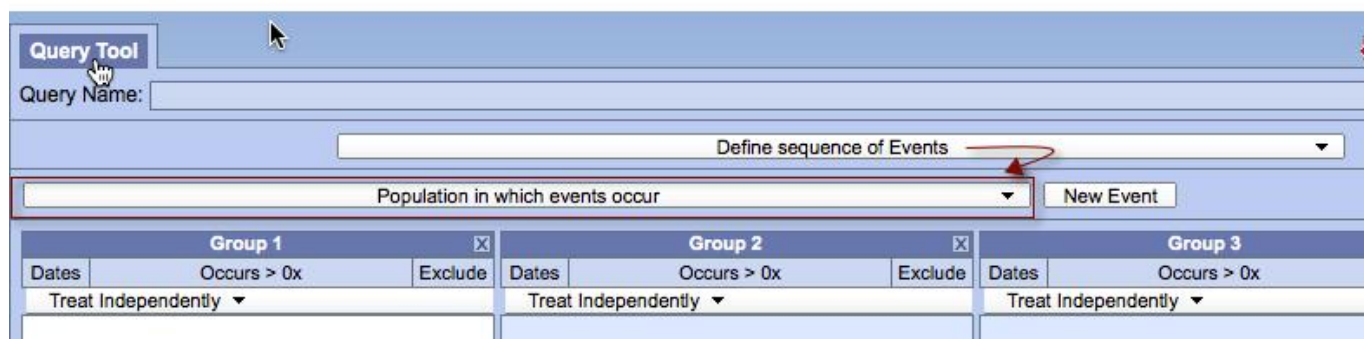 Query Tool
Query Name:
Define sequence of Events
Population in which events occur New Event
Group 1 X Group 2 X Group 3
Dates Occurs > 0x Exclude Dates Occurs > 0x Exclude Dates Occurs > 0x
Treat Independently Treat Independently Treat Independently